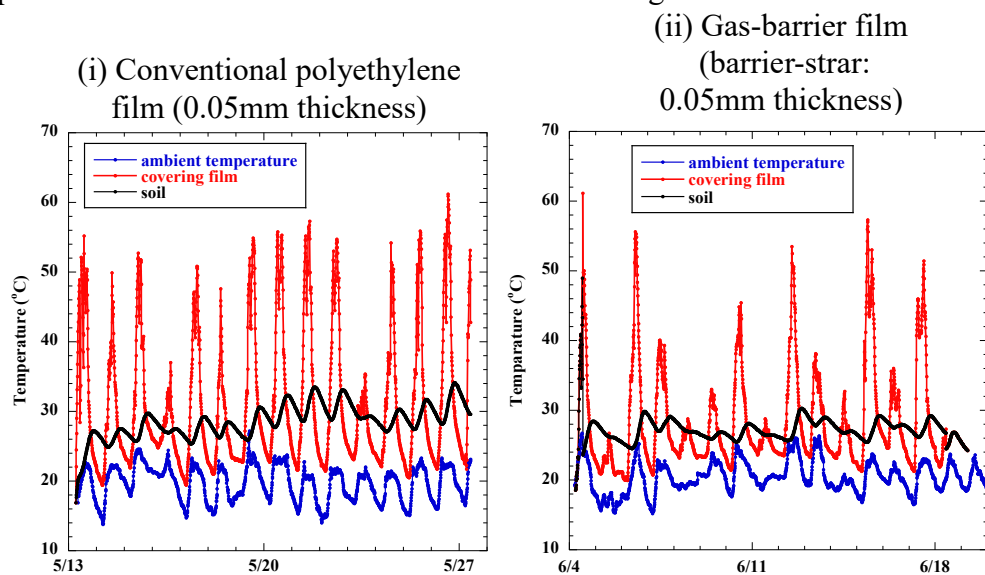 (i) Conventional polyethylene
film (0.05mm thickness)
70
60
50
40
30
20
10
Temperature (°C)
ambient temperature
covering film
soil
5/13
5/20
5/27
(ii) Gas-barrier film
(barrier-strar:
0.05mm thickness)
70
60
50
40
30
20
10
Temparature (°C)
ambient temperature
covering film
soil
6/4
6/11
6/18